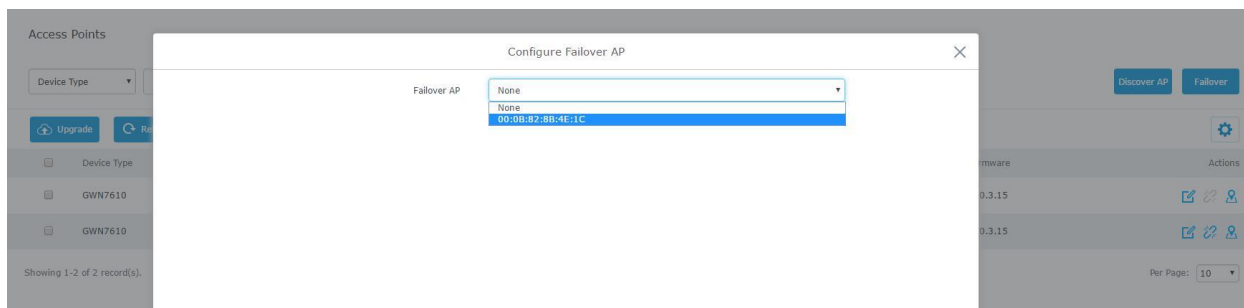 Access Points
Configure Failover AP
Device Type
Failover AP
None
Discover AP
Failover
None
00:0B:82:8B:4E:1C
Upgrade
Device Type
Actions
GWN7610
0.3.15
GWN7610
0.3.15
Showing 1-2 of 2 record(s).
Per Page: 10